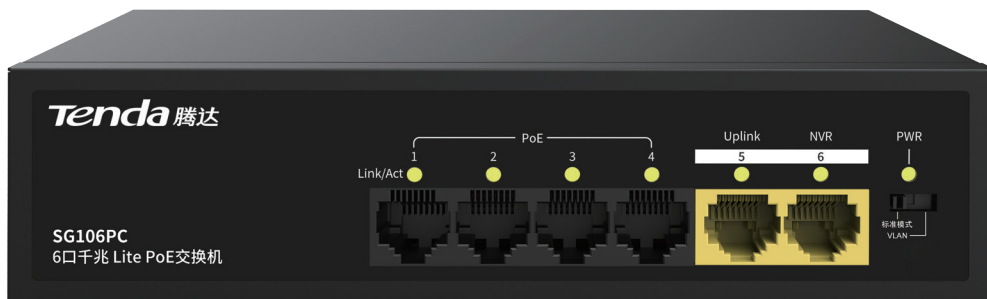 Tenda 腾达
PoE
1 2 3 4
Link/Act
Uplink NVR
5 6
PWR
标准模式
VLAN
SG106PC
6口千兆 Lite PoE交换机